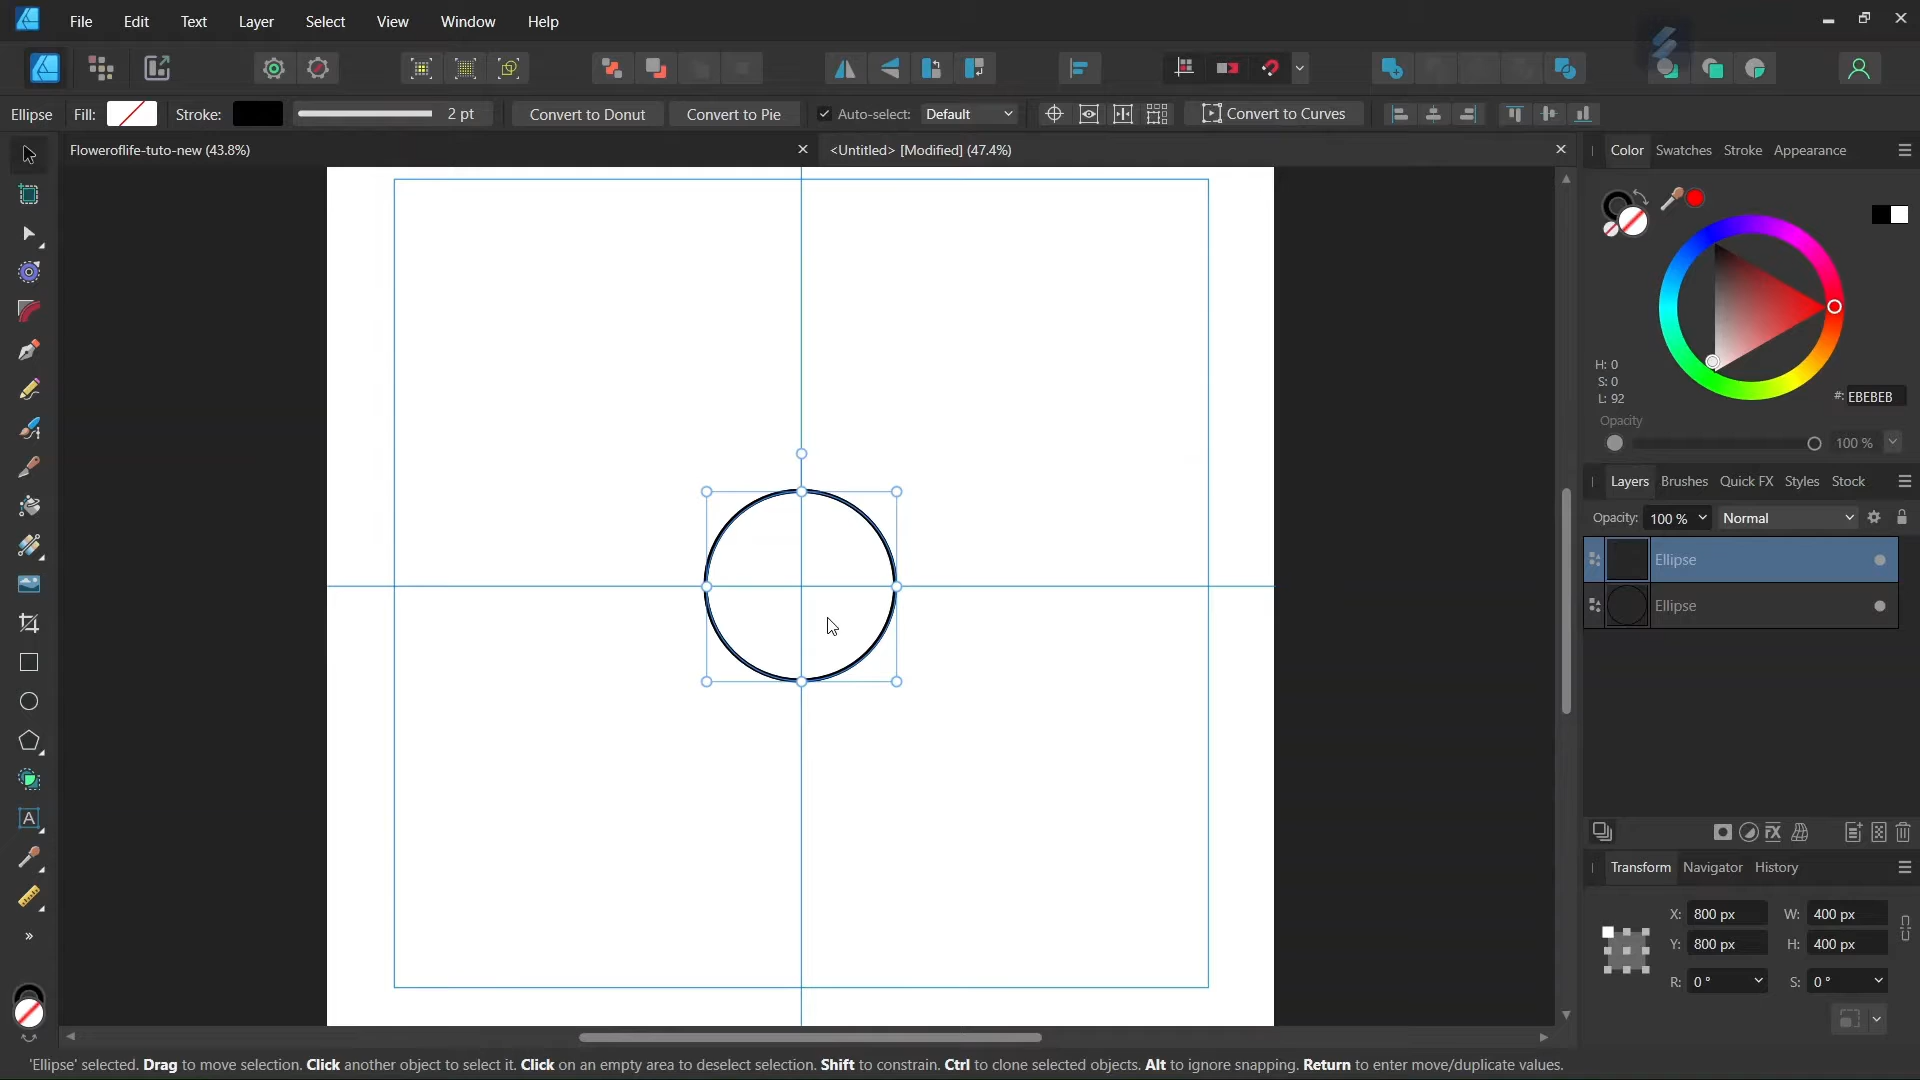 File Edit Text Layer Select View Window Help
Ellipse Fill: Stroke: 2 pt Convert to Donut Convert to Pie Auto-select: Default Convert to Curves
Floweroflife-tuto-new (43.8%) <Untitled> [Modified] (47.4%)
Color Swatches Stroke Appearance
H: 0
S: 0
L: 92
#: EBEBEB
Opacity
100 %
Layers Brushes Quick FX Styles Stock
Opacity: 100 % Normal
Ellipse
Ellipse
A
FX
Transform Navigator History
X: 800 px W: 400 px
Y: 800 px H: 400 px
R: 0 ° S: 0 °
'Ellipse' selected. Drag to move selection. Click another object to select it. Click on an empty area to deselect selection. Shift to constrain. Ctrl to clone selected objects. Alt to ignore snapping. Return to enter move/duplicate values.